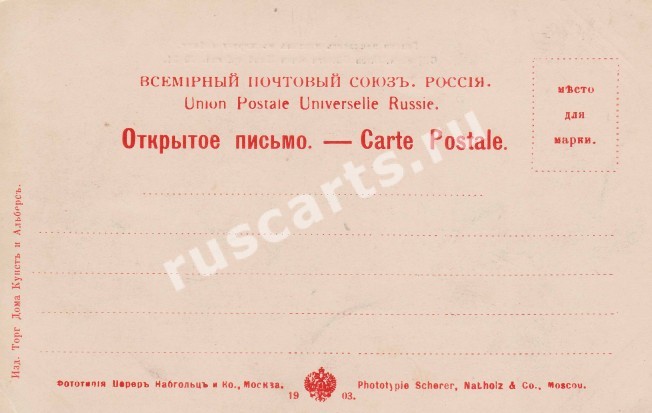 ВСЕМІРНЫЙ ПОЧТОВЫЙ СОЮЗЪ. РОССІЯ.
Union Postale Universelle Russie.
Открытое письмо. — Carte Postale.
мѣсто
для
марки.
ruscarts.ru
Изд. Торг Дома Кунстъ и Альберсъ.
Фототипія Шереръ Набгольцъ и Ко., Москва.
Phototypie Scherer, Nabholz & Co., Moscou.
19 03.